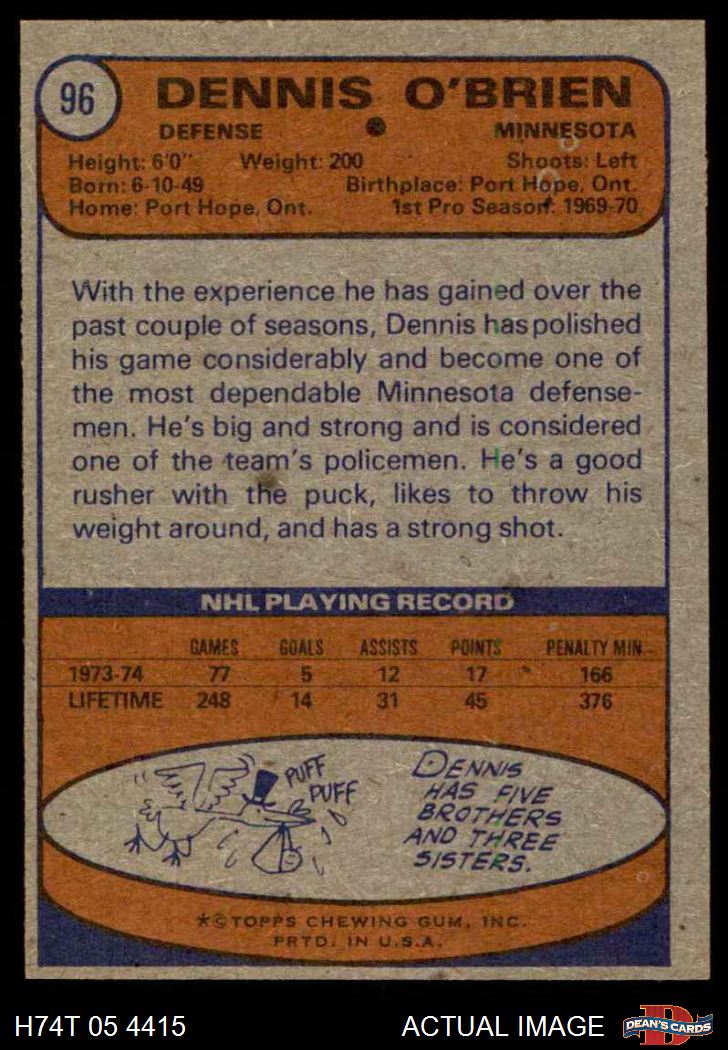 96
DENNIS O'BRIEN
DEFENSE ● MINNESOTA
Height: 6'0" Weight: 200 Shoots: Left
Born: 6-10-49 Birthplace: Port Hope, Ont.
Home: Port Hope, Ont. 1st Pro Season: 1969-70
With the experience he has gained over the
past couple of seasons, Dennis has polished
his game considerably and become one of
the most dependable Minnesota defense-
men. He's big and strong and is considered
one of the team's policemen. He's a good
rusher with the puck, likes to throw his
weight around, and has a strong shot.
NHL PLAYING RECORD
GAMES GOALS ASSISTS POINTS PENALTY MIN.
1973-74 77 5 12 17 166
LIFETIME 248 14 31 45 376
PUFF
PUFF
DENNIS
HAS FIVE
BROTHERS
AND THREE
SISTERS.
*©TOPPS CHEWING GUM, INC.
PRTD. IN U.S.A.
H74T 05 4415 ACTUAL IMAGE
D
DEAN'S CARDS